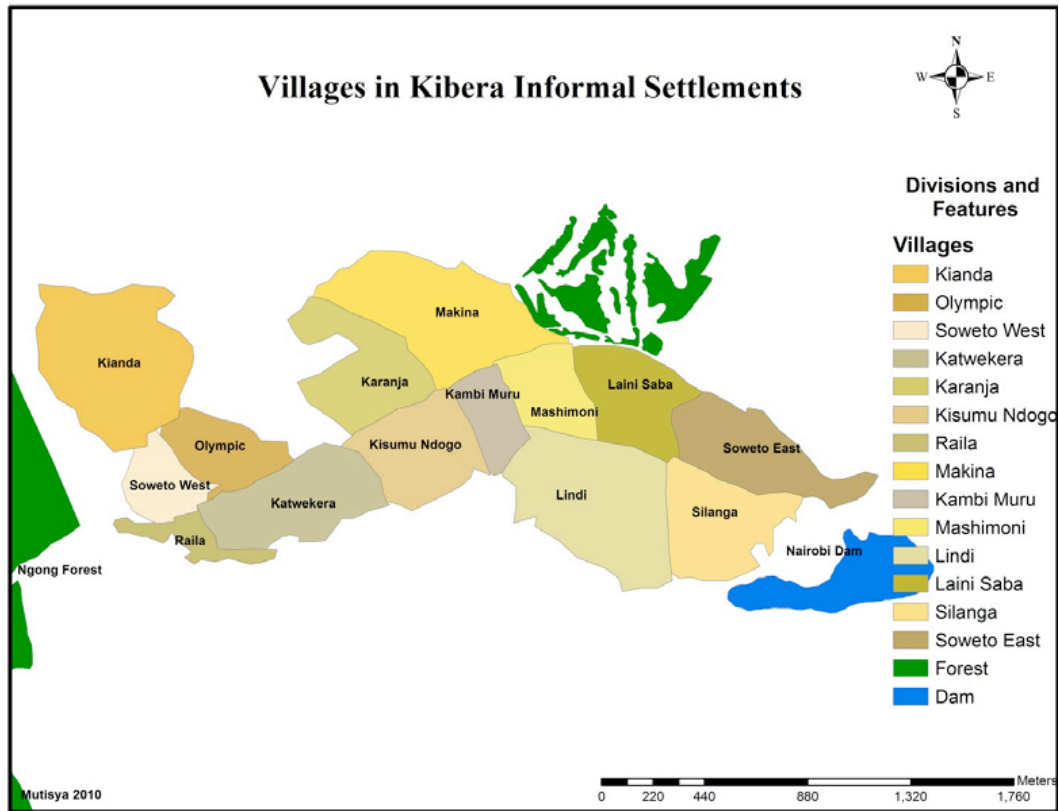 Villages in Kibera Informal Settlements
N
W E
S
Divisions and
Features
Villages
Kianda
Olympic
Soweto West
Katwekera
Karanja
Kisumu Ndogo
Raila
Makina
Kambi Muru
Mashimoni
Lindi
Laini Saba
Silanga
Soweto East
Forest
Dam
Makina
Kianda
Karanja
Kambi Muru
Laini Saba
Mashimoni
Olympic
Kisumu Ndogo
Soweto East
Soweto West
Lindi
Katwekera
Silanga
Raila
Nairobi Dam
Ngong Forest
Meters
0 220 440 880 1,320 1,760
Mutisya 2010